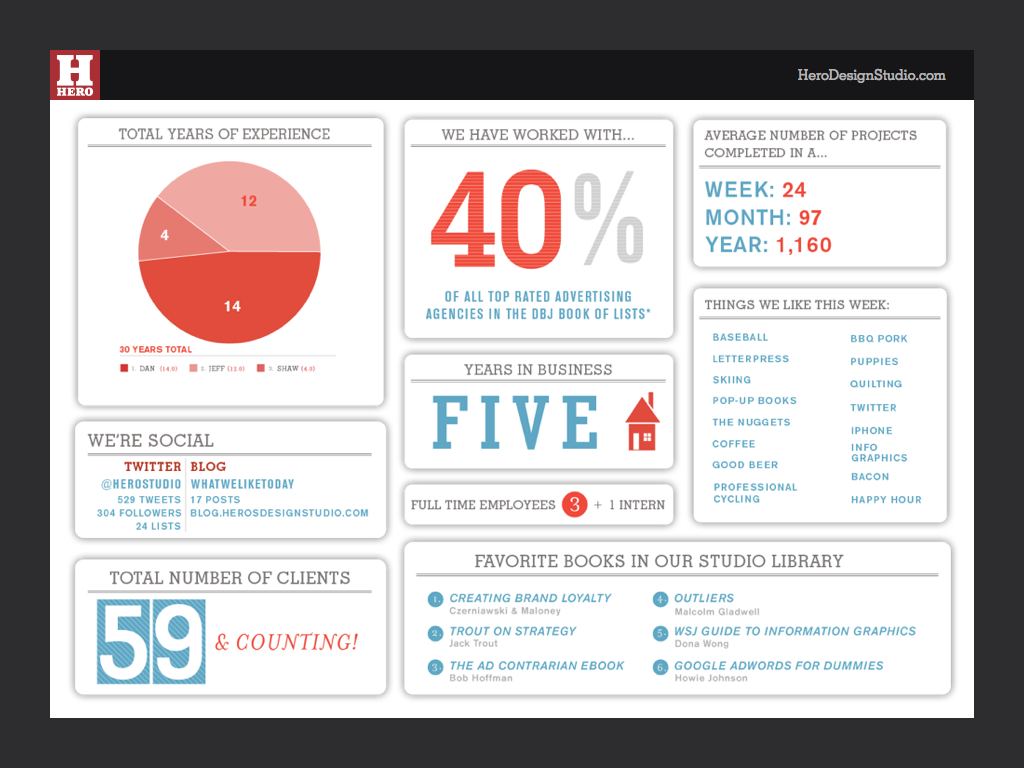 H
HERO
HeroDesignStudio.com
TOTAL YEARS OF EXPERIENCE
12
4
14
30 YEARS TOTAL
1. DAN (14.0) 2. JEFF (12.0) 3. SHAW (4.0)
WE'RE SOCIAL
TWITTER
@HEROSTUDIO
529 TWEETS
304 FOLLOWERS
24 LISTS
BLOG
WHATWELIKETODAY
17 POSTS
BLOG.HEROSDESIGNSTUDIO.COM
TOTAL NUMBER OF CLIENTS
59 & COUNTING!
WE HAVE WORKED WITH...
40%
OF ALL TOP RATED ADVERTISING
AGENCIES IN THE DBJ BOOK OF LISTS*
YEARS IN BUSINESS
FIVE
FULL TIME EMPLOYEES 3 + 1 INTERN
AVERAGE NUMBER OF PROJECTS
COMPLETED IN A...
WEEK: 24
MONTH: 97
YEAR: 1,160
THINGS WE LIKE THIS WEEK:
BASEBALL
LETTERPRESS
SKIING
POP-UP BOOKS
THE NUGGETS
COFFEE
GOOD BEER
PROFESSIONAL
CYCLING
BBQ PORK
PUPPIES
QUILTING
TWITTER
IPHONE
INFO
GRAPHICS
BACON
HAPPY HOUR
FAVORITE BOOKS IN OUR STUDIO LIBRARY
1. CREATING BRAND LOYALTY
Czerniawski & Maloney
2. TROUT ON STRATEGY
Jack Trout
3. THE AD CONTRARIAN EBOOK
Bob Hoffman
4. OUTLIERS
Malcolm Gladwell
5. WSJ GUIDE TO INFORMATION GRAPHICS
Dona Wong
6. GOOGLE ADWORDS FOR DUMMIES
Howie Johnson